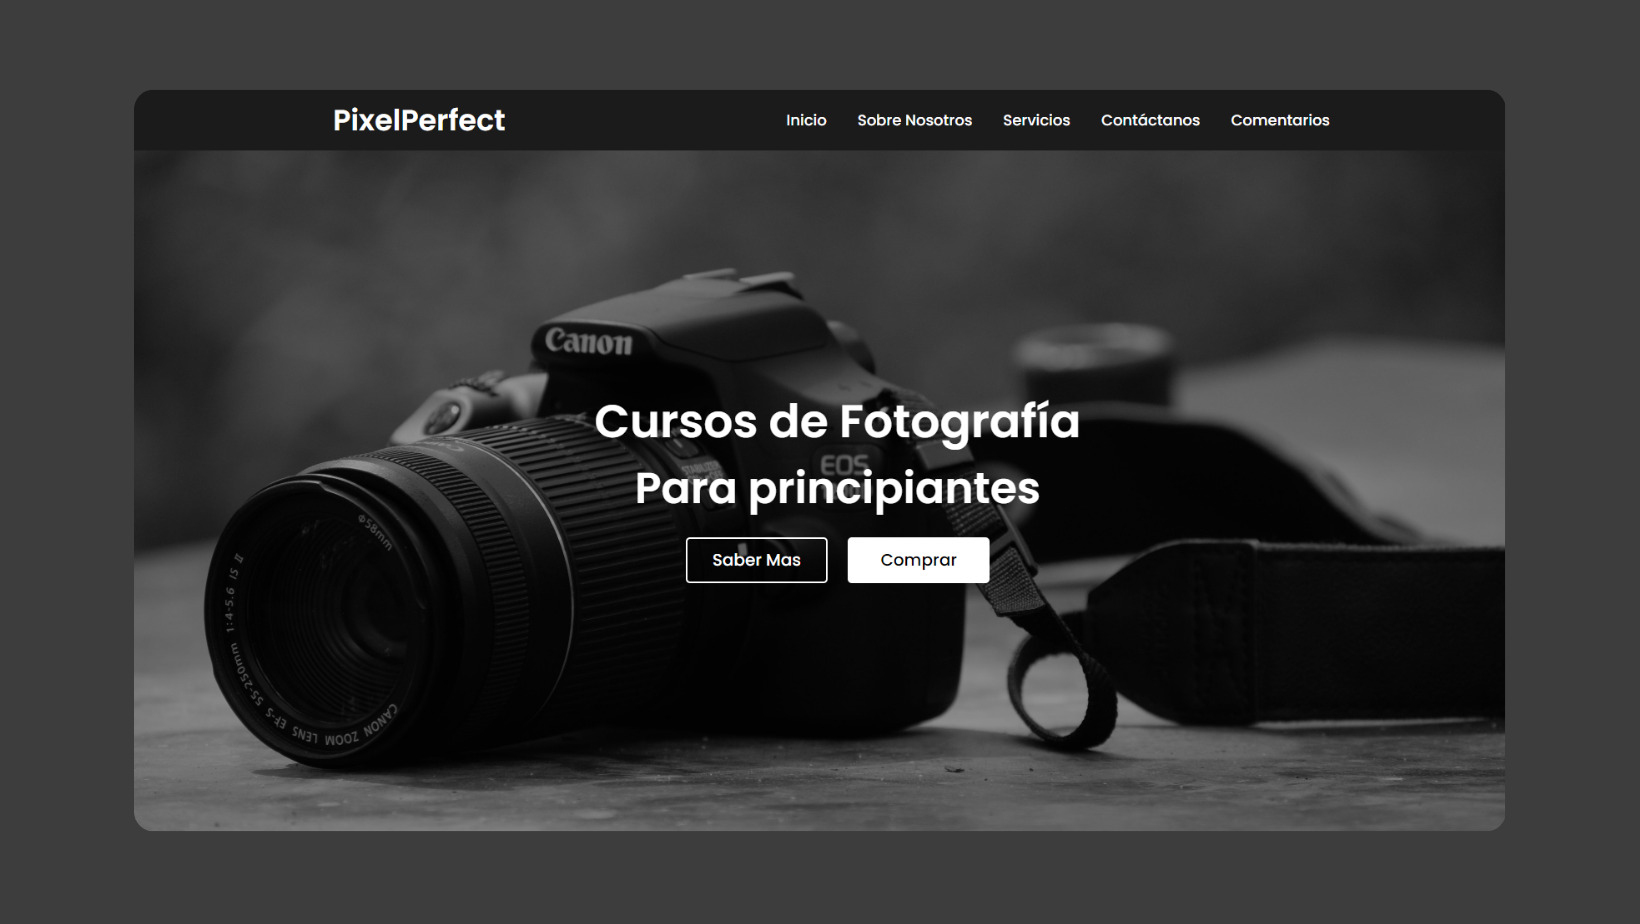 PixelPerfect
Inicio Sobre Nosotros Servicios Contáctanos Comentarios
Canon
Cursos de Fotografía
EOS
Para principiantes
Saber Mas Comprar
Φ58mm
CANON ZOOM LENS EF-S 55-250mm 1:4-5.6 IS II